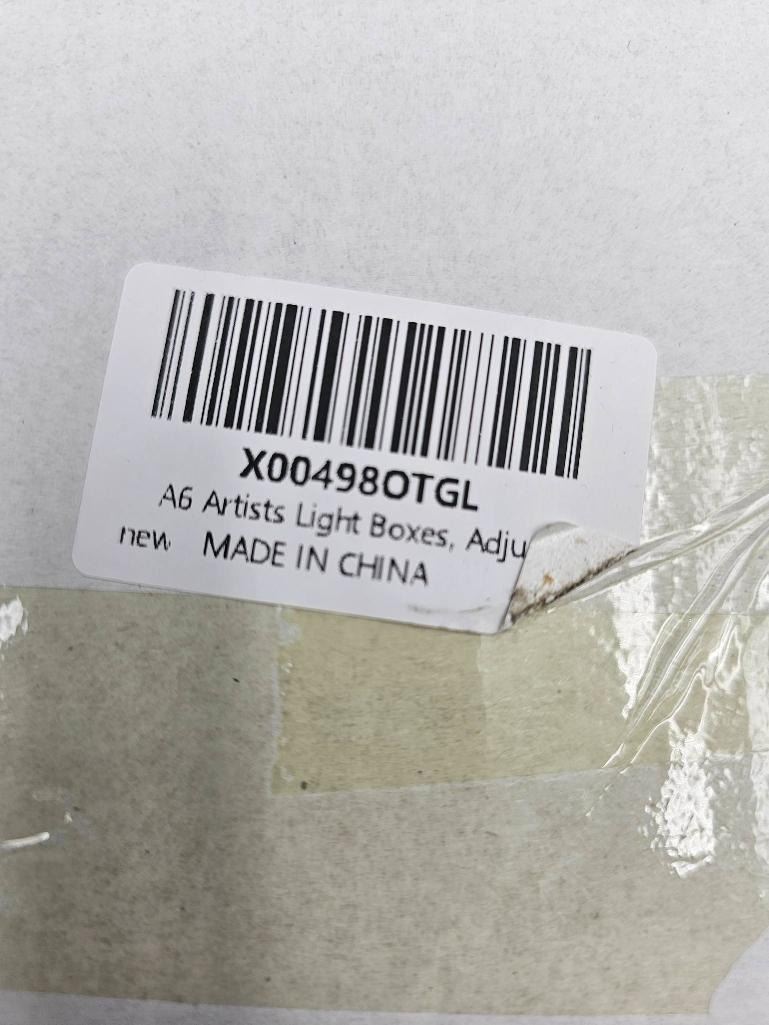 X00498OTGL
A6 Artists Light Boxes, Adju
new MADE IN CHINA